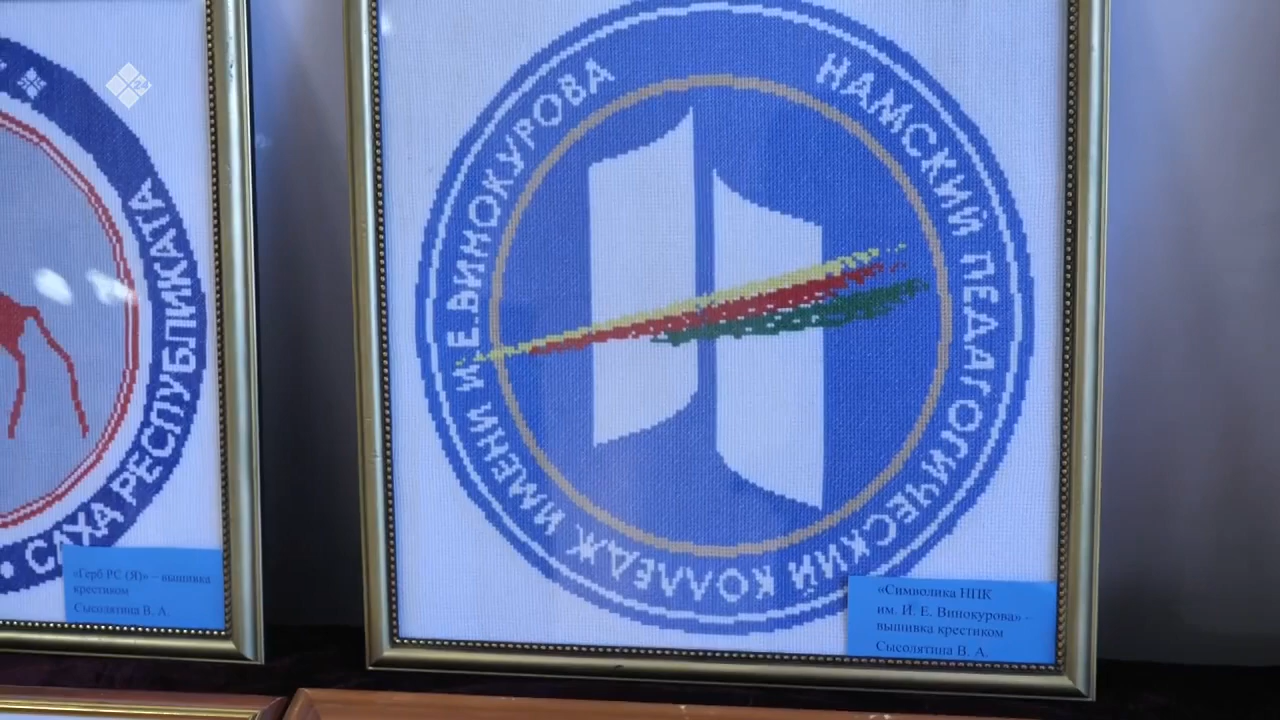 24
САХА РЕСПУБЛИКАТА
«Герб РС (Я)» – вышивка
крестиком
Сысолятина В. А.
НАМСКИЙ ПЕДАГОГИЧЕСКИЙ КОЛЛЕДЖ ИМЕНИ И.Е.ВИНОКУРОВА
«Символика НПК
им. И. Е. Винокурова» -
вышивка крестиком
Сысолятина В. А.